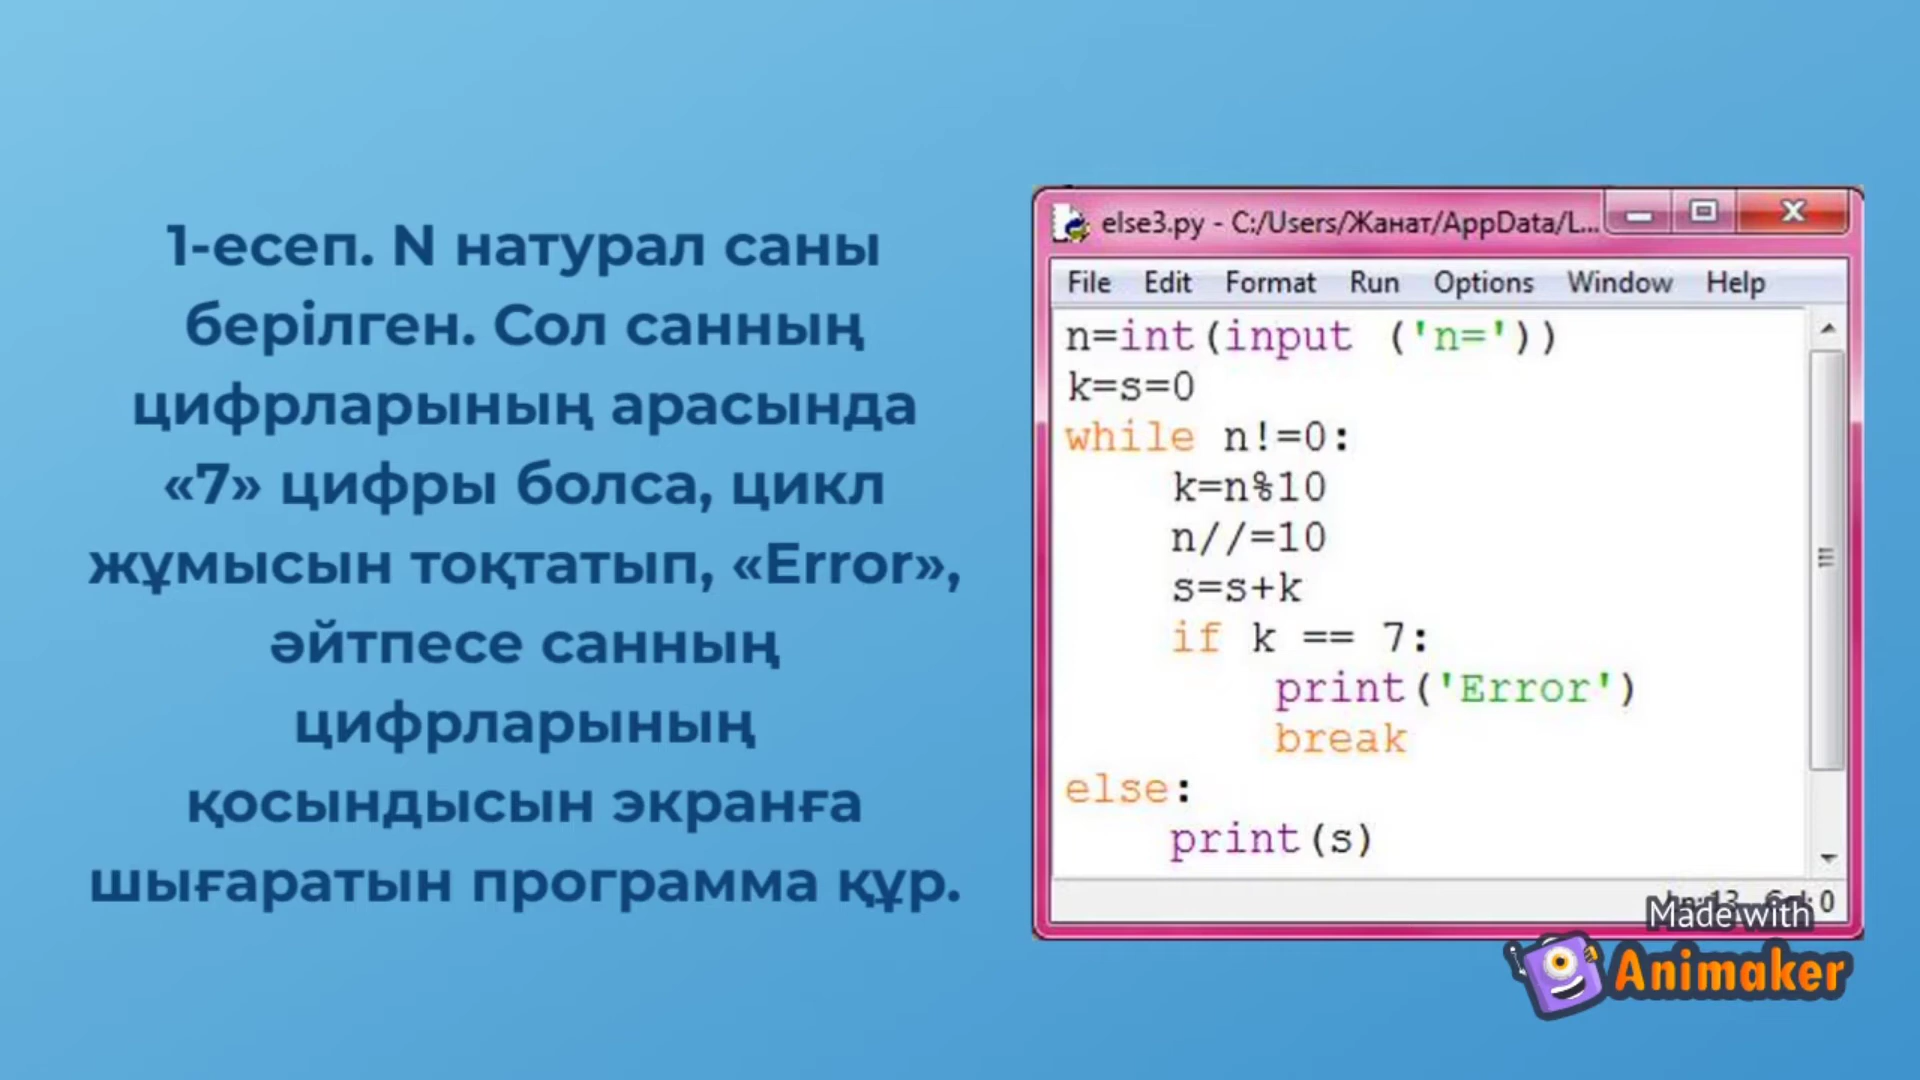 1-есеп. N натурал саны
берілген. Сол санның
цифрларының арасында
«7» цифры болса, цикл
жұмысын тоқтатып, «Error»,
әйтпесе санның
цифрларының
қосындысын экранға
шығаратын программа құр.
else3.py - C:/Users/Жанат/AppData/L...
File Edit Format Run Options Window Help
n=int(input ('n='))
k=s=0
while n!=0:
    k=n%10
    n//=10
    s=s+k
    if k == 7:
        print('Error')
        break
else:
    print(s)
Made with
Animaker